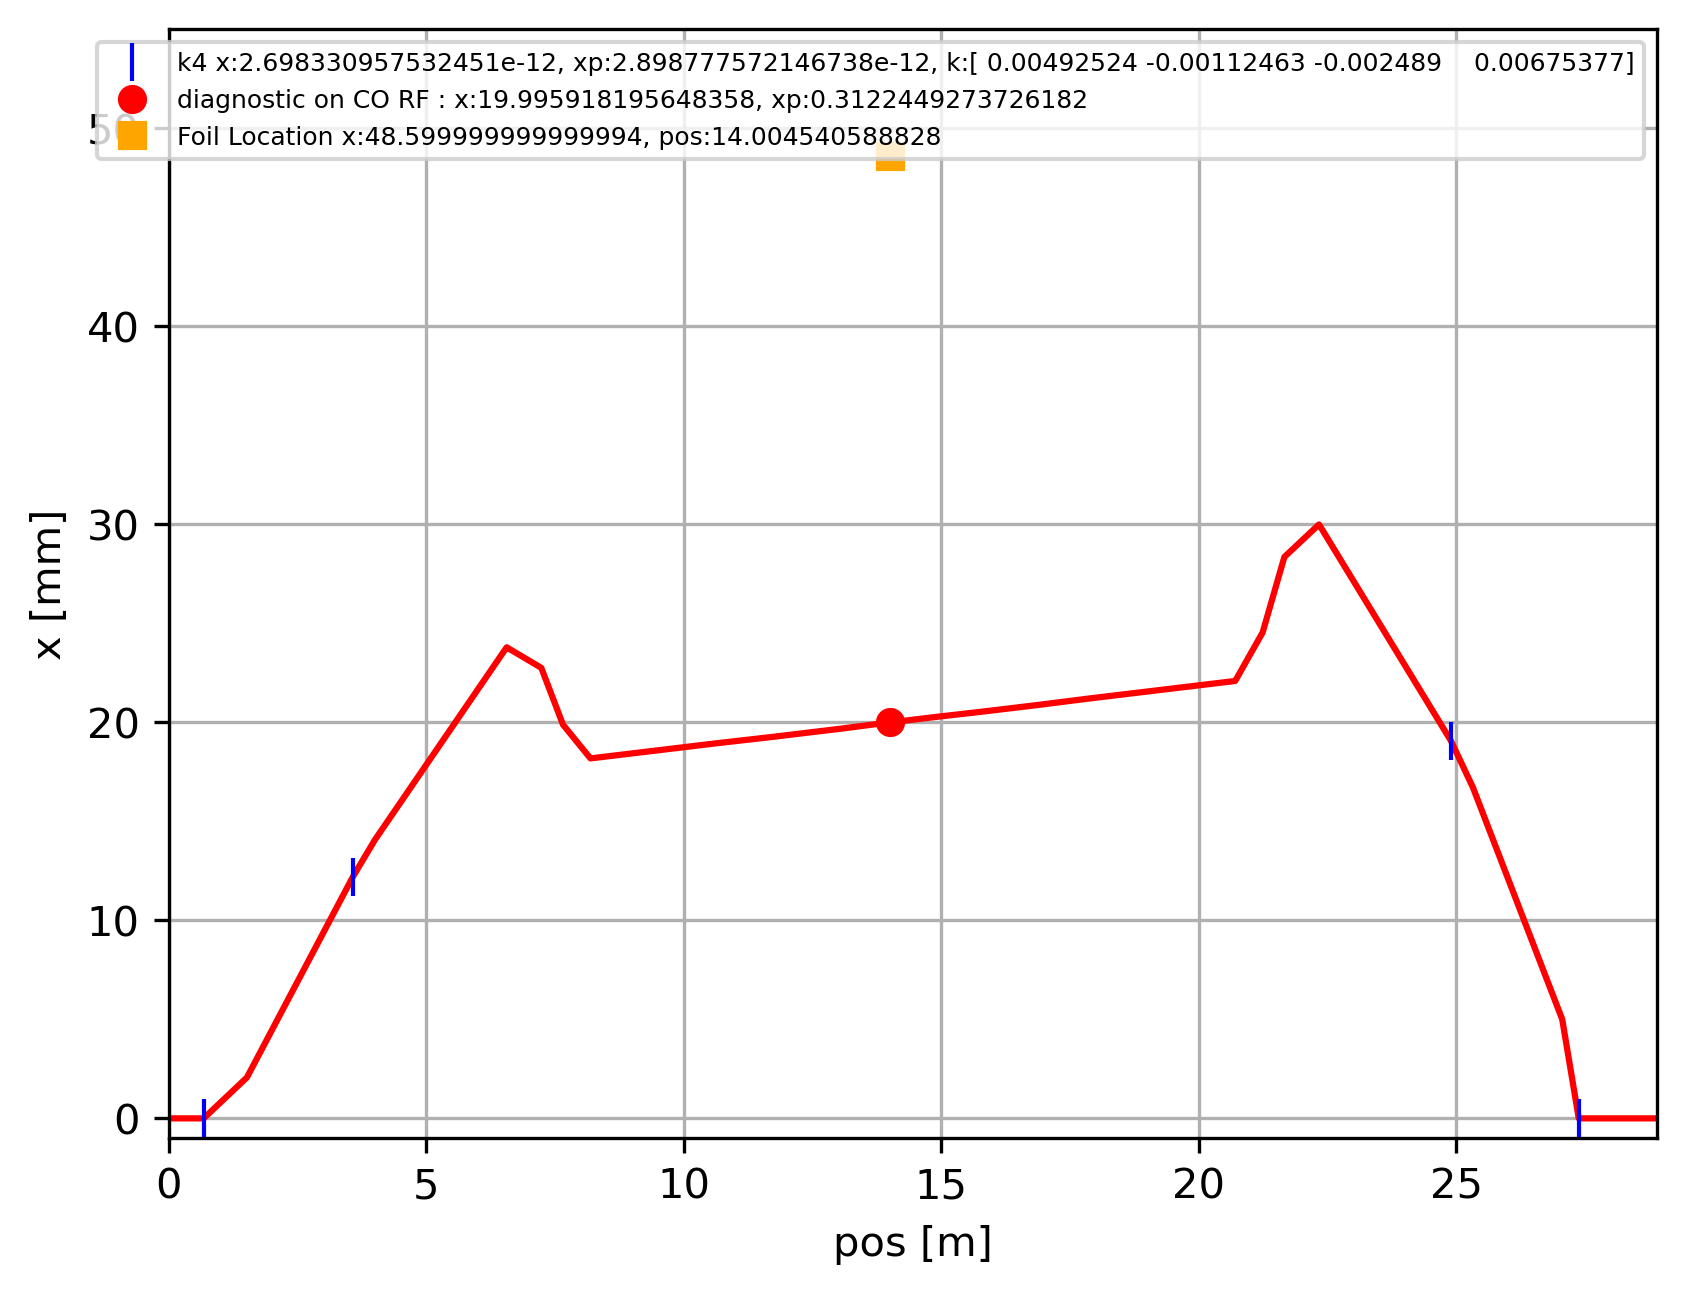 k4 x:2.698330957532451e-12, xp:2.898777572146738e-12, k:[ 0.00492524 -0.00112463 -0.002489 0.00675377]
diagnostic on CO RF : x:19.995918195648358, xp:0.3122449273726182
Foil Location x:48.599999999999994, pos:14.004540588828
50
40
30
20
10
0
x [mm]
0 5 10 15 20 25
pos [m]